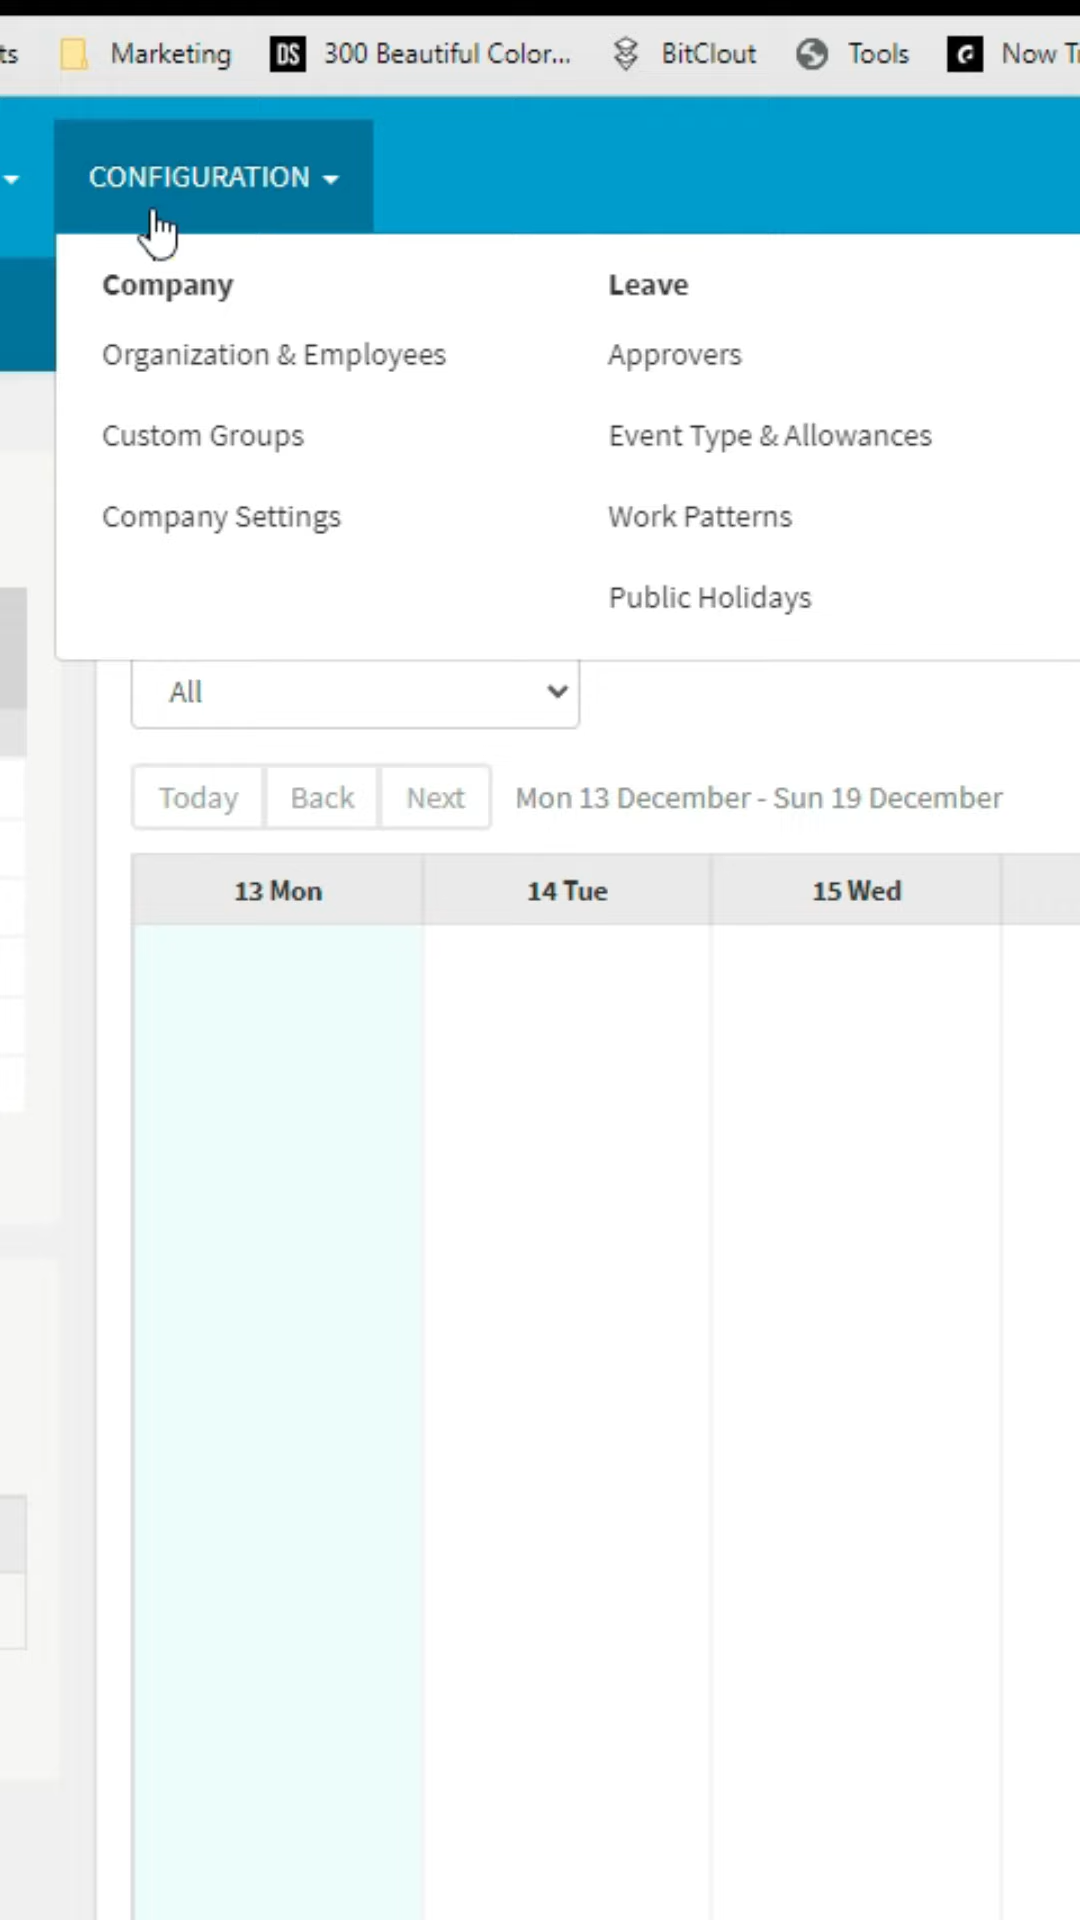 ts Marketing DS 300 Beautiful Color... BitClout Tools Now
CONFIGURATION
Company
Organization & Employees
Custom Groups
Company Settings
Leave
Approvers
Event Type & Allowances
Work Patterns
Public Holidays
All
Today Back Next Mon 13 December - Sun 19 December
13 Mon 14 Tue 15 Wed